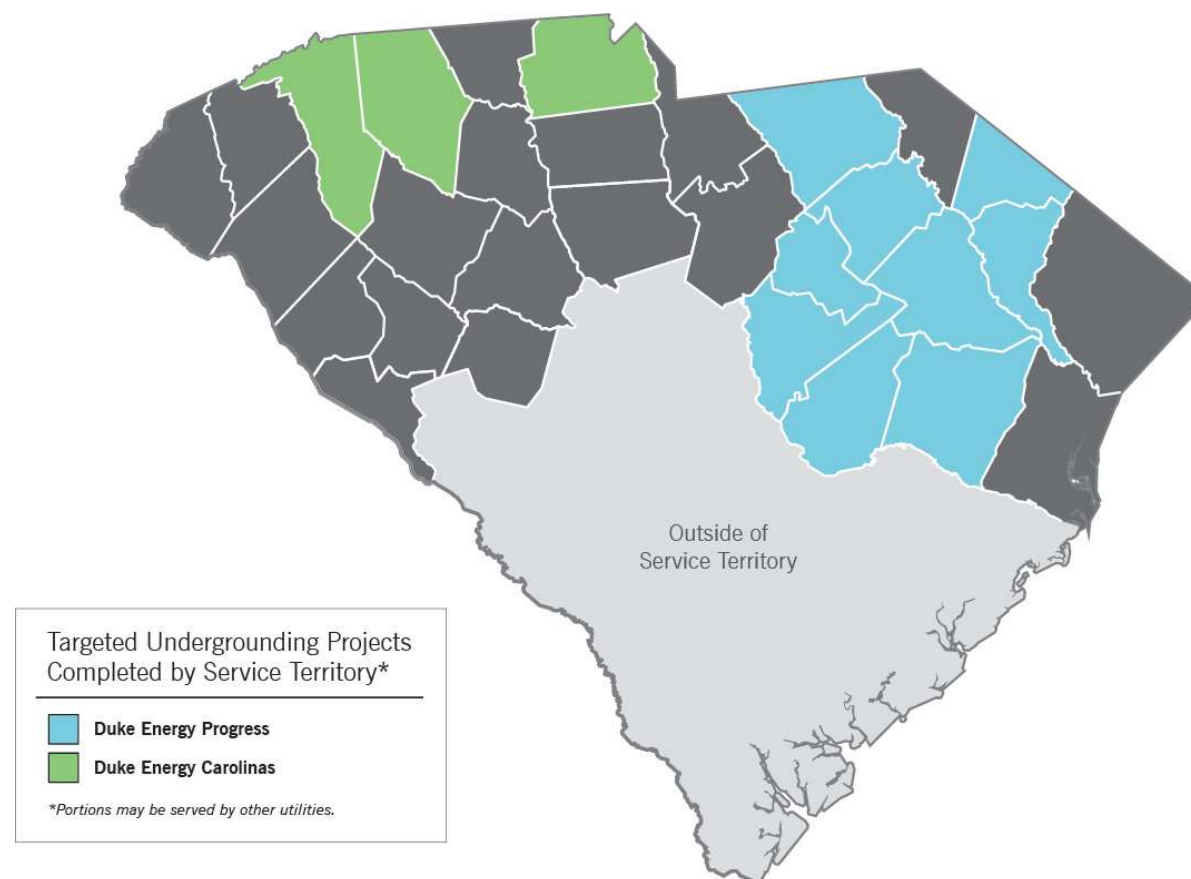 Outside of
Service Territory
Targeted Undergrounding Projects
Completed by Service Territory*
Duke Energy Progress
Duke Energy Carolinas
*Portions may be served by other utilities.